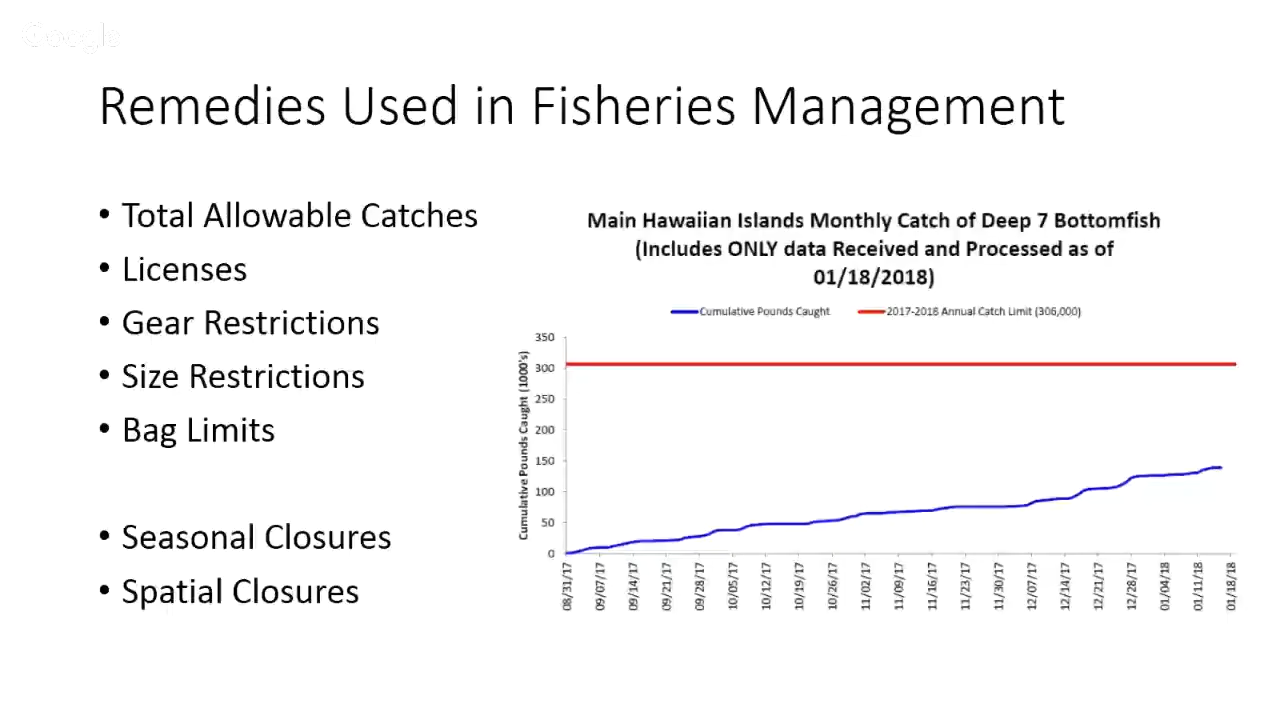 Google
Remedies Used in Fisheries Management
• Total Allowable Catches
• Licenses
• Gear Restrictions
• Size Restrictions
• Bag Limits
• Seasonal Closures
• Spatial Closures
Main Hawaiian Islands Monthly Catch of Deep 7 Bottomfish
(Includes ONLY data Received and Processed as of
01/18/2018)
Cumulative Pounds Caught
2017-2018 Annual Catch Limit (306,000)
Cumulative Pounds Caught (1000's)
350
300
250
200
150
100
50
0
08/31/17
09/07/17
09/14/17
09/21/17
09/28/17
10/05/17
10/12/17
10/19/17
10/26/17
11/02/17
11/09/17
11/16/17
11/23/17
11/30/17
12/07/17
12/14/17
12/21/17
12/28/17
01/04/18
01/11/18
01/18/18